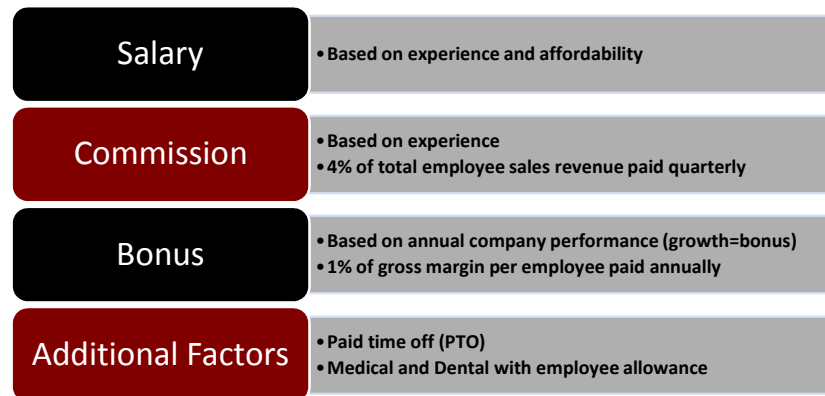 Salary
• Based on experience and affordability
Commission
• Based on experience
• 4% of total employee sales revenue paid quarterly
Bonus
• Based on annual company performance (growth=bonus)
• 1% of gross margin per employee paid annually
Additional Factors
• Paid time off (PTO)
• Medical and Dental with employee allowance